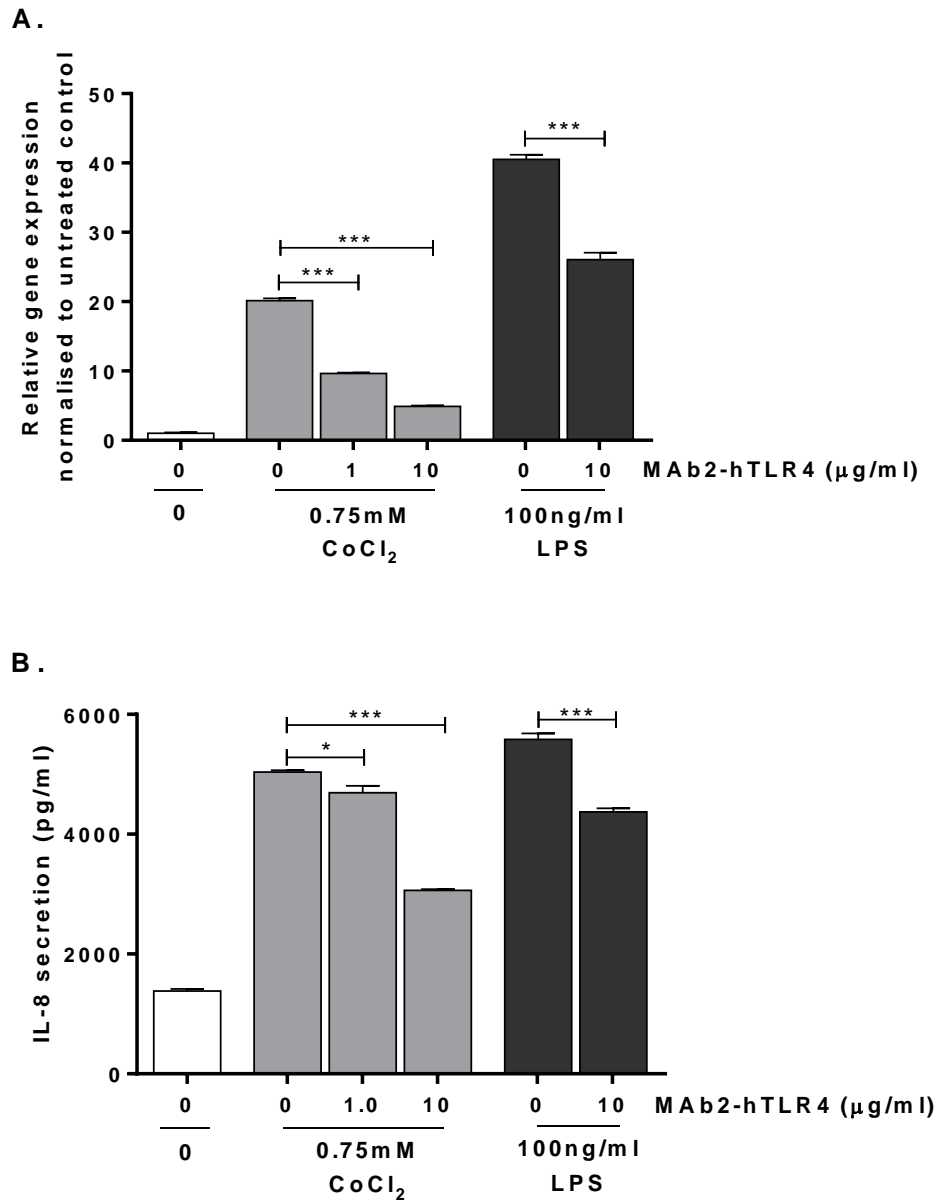 A.
Relative gene expression
normalised to untreated control
50
40
30
20
10
0
***
***
***
0 0 1 10 0 10 MAb2-hTLR4 (μg/ml)
0 0.75mM 100ng/ml
CoCl₂ LPS
B.
IL-8 secretion (pg/ml)
6000
4000
2000
0
***
*
***
0 0 1.0 10 0 10 MAb2-hTLR4 (μg/ml)
0 0.75mM 100ng/ml
CoCl₂ LPS